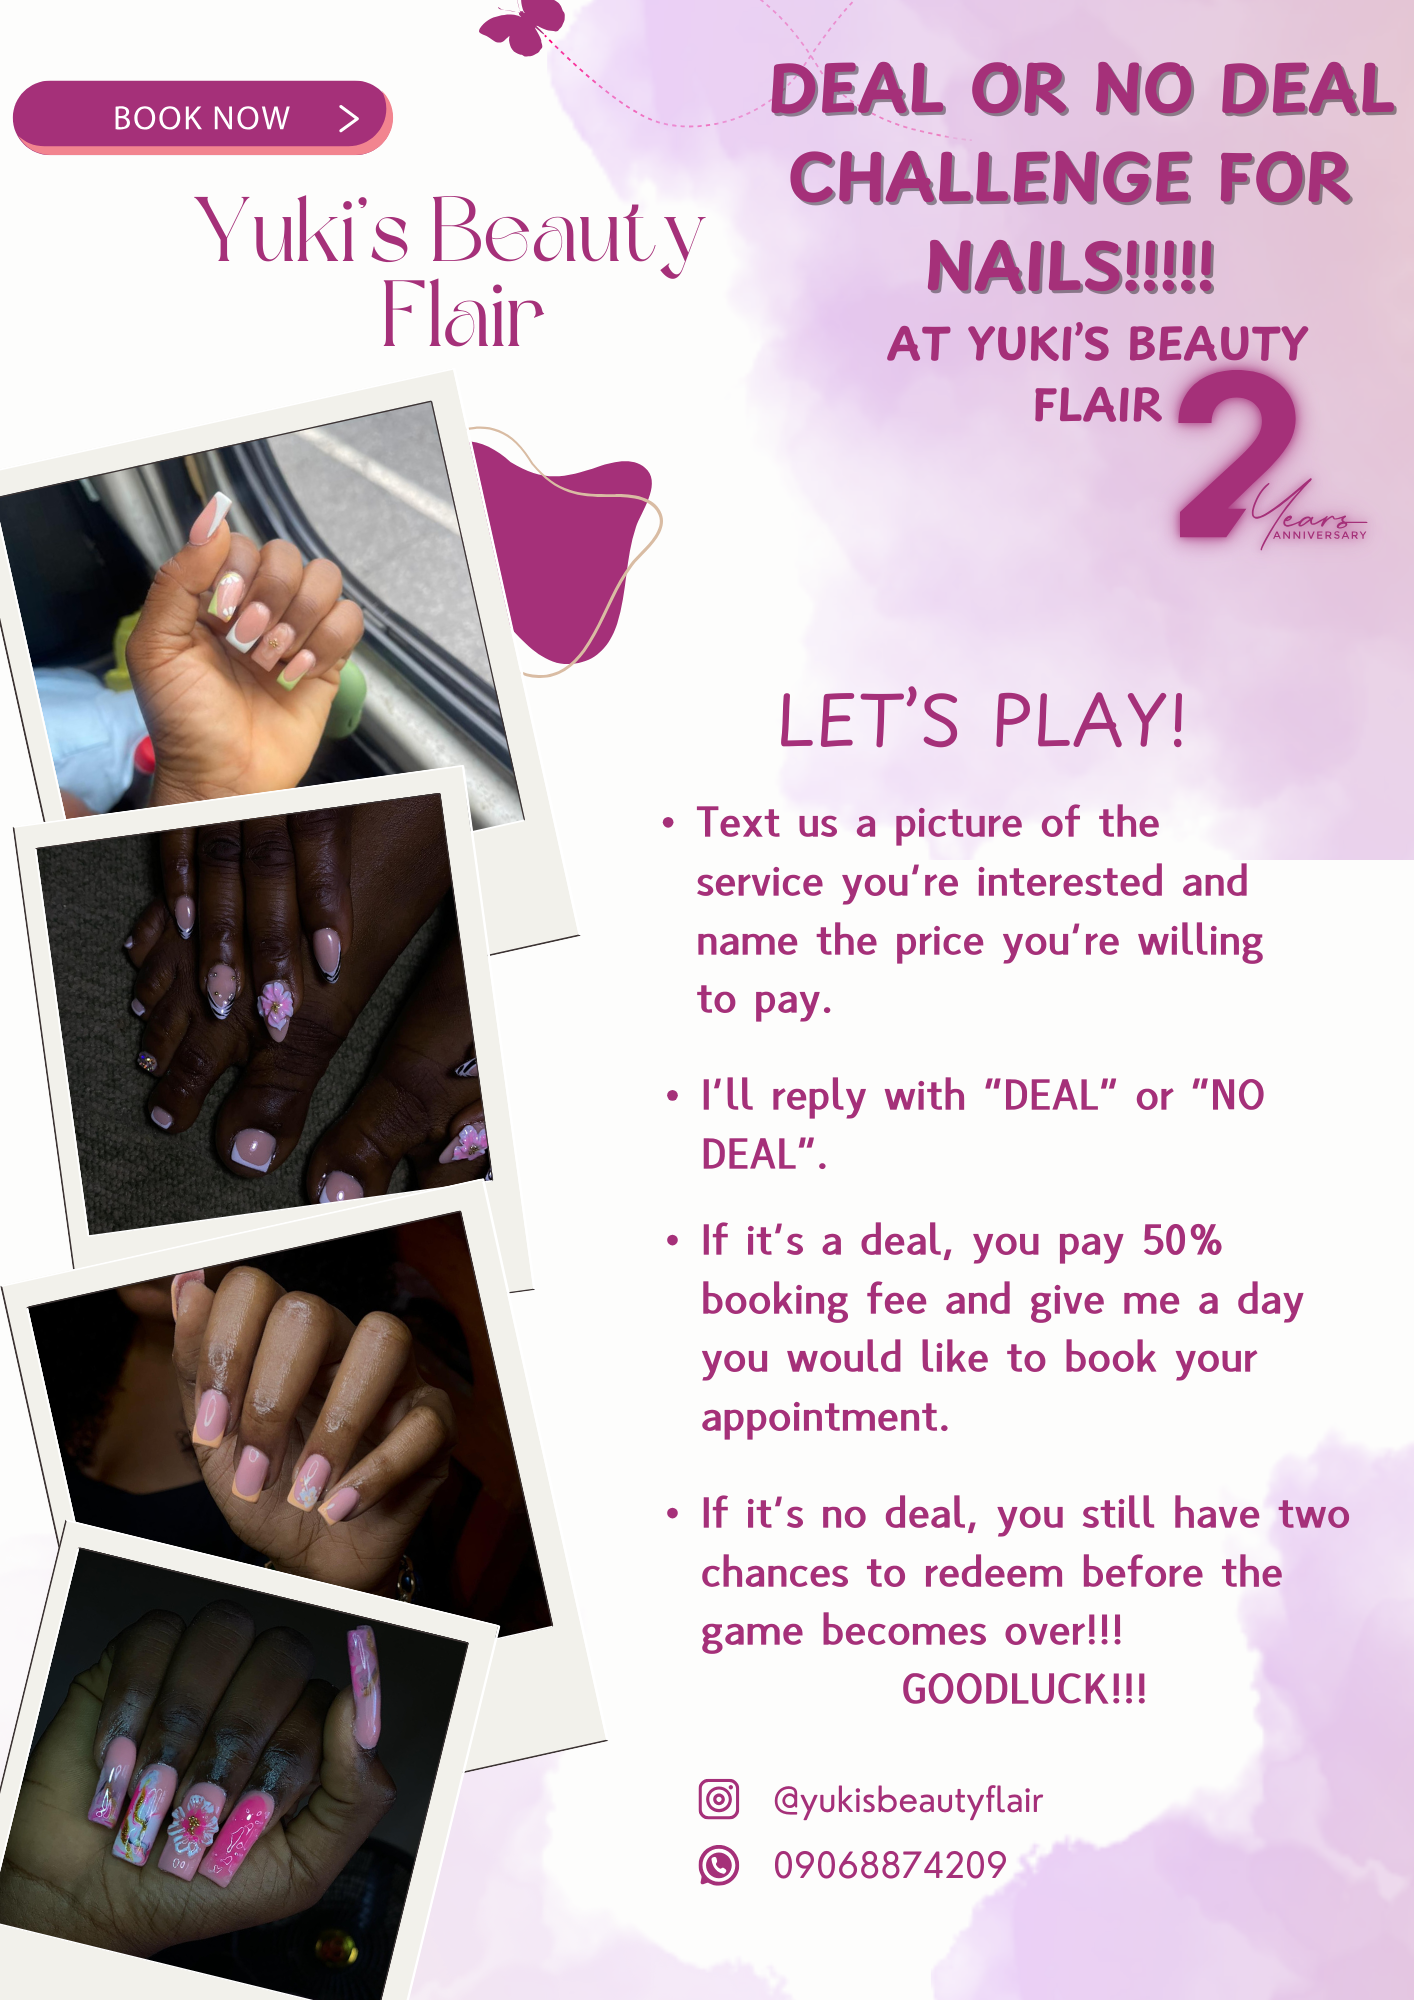 BOOK NOW
Yuki's Beauty
Flair
DEAL OR NO DEAL
CHALLENGE FOR
NAILS!!!!!
AT YUKI'S BEAUTY
FLAIR
2
Years
ANNIVERSARY
LET'S PLAY!
• Text us a picture of the
service you're interested and
name the price you're willing
to pay.
• I'll reply with "DEAL" or "NO
DEAL".
• If it's a deal, you pay 50%
booking fee and give me a day
you would like to book your
appointment.
• If it's no deal, you still have two
chances to redeem before the
game becomes over!!!
GOODLUCK!!!
@yukisbeautyflair
09068874209